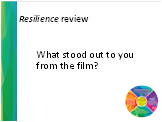 Resilience review
What stood out to you
from the film?